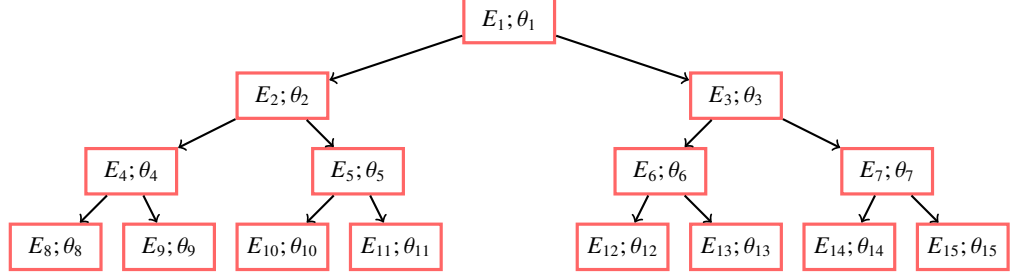 E₁; θ₁
E₂; θ₂
E₃; θ₃
E₄; θ₄
E₅; θ₅
E₆; θ₆
E₇; θ₇
E₈; θ₈
E₉; θ₉
E₁₀; θ₁₀
E₁₁; θ₁₁
E₁₂; θ₁₂
E₁₃; θ₁₃
E₁₄; θ₁₄
E₁₅; θ₁₅